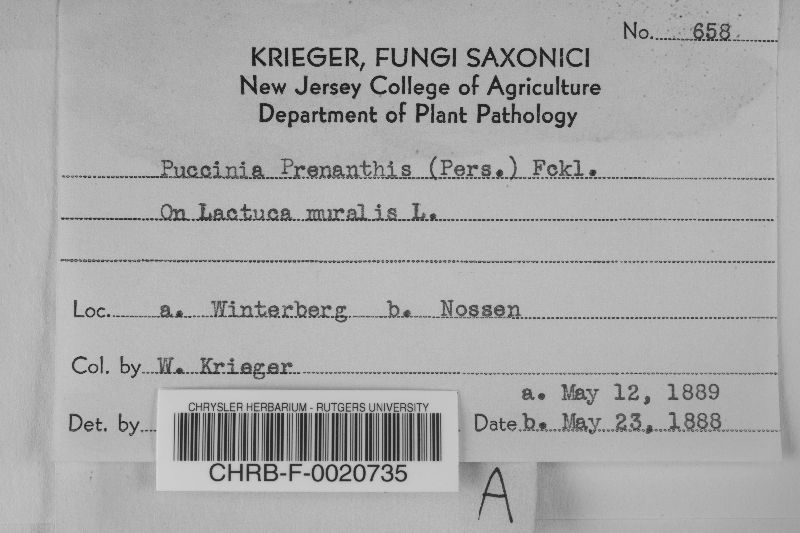 No. 658
KRIEGER, FUNGI SAXONICI
New Jersey College of Agriculture
Department of Plant Pathology
Puccinia Prenanthis (Pers.) Fckl.
On Lactuca muralis L.
Loc. a. Winterberg b. Nossen
Col. by W. Krieger
a. May 12, 1889
Det. by Date b. May 23, 1888
CHRYSLER HERBARIUM - RUTGERS UNIVERSITY
CHRB-F-0020735
A